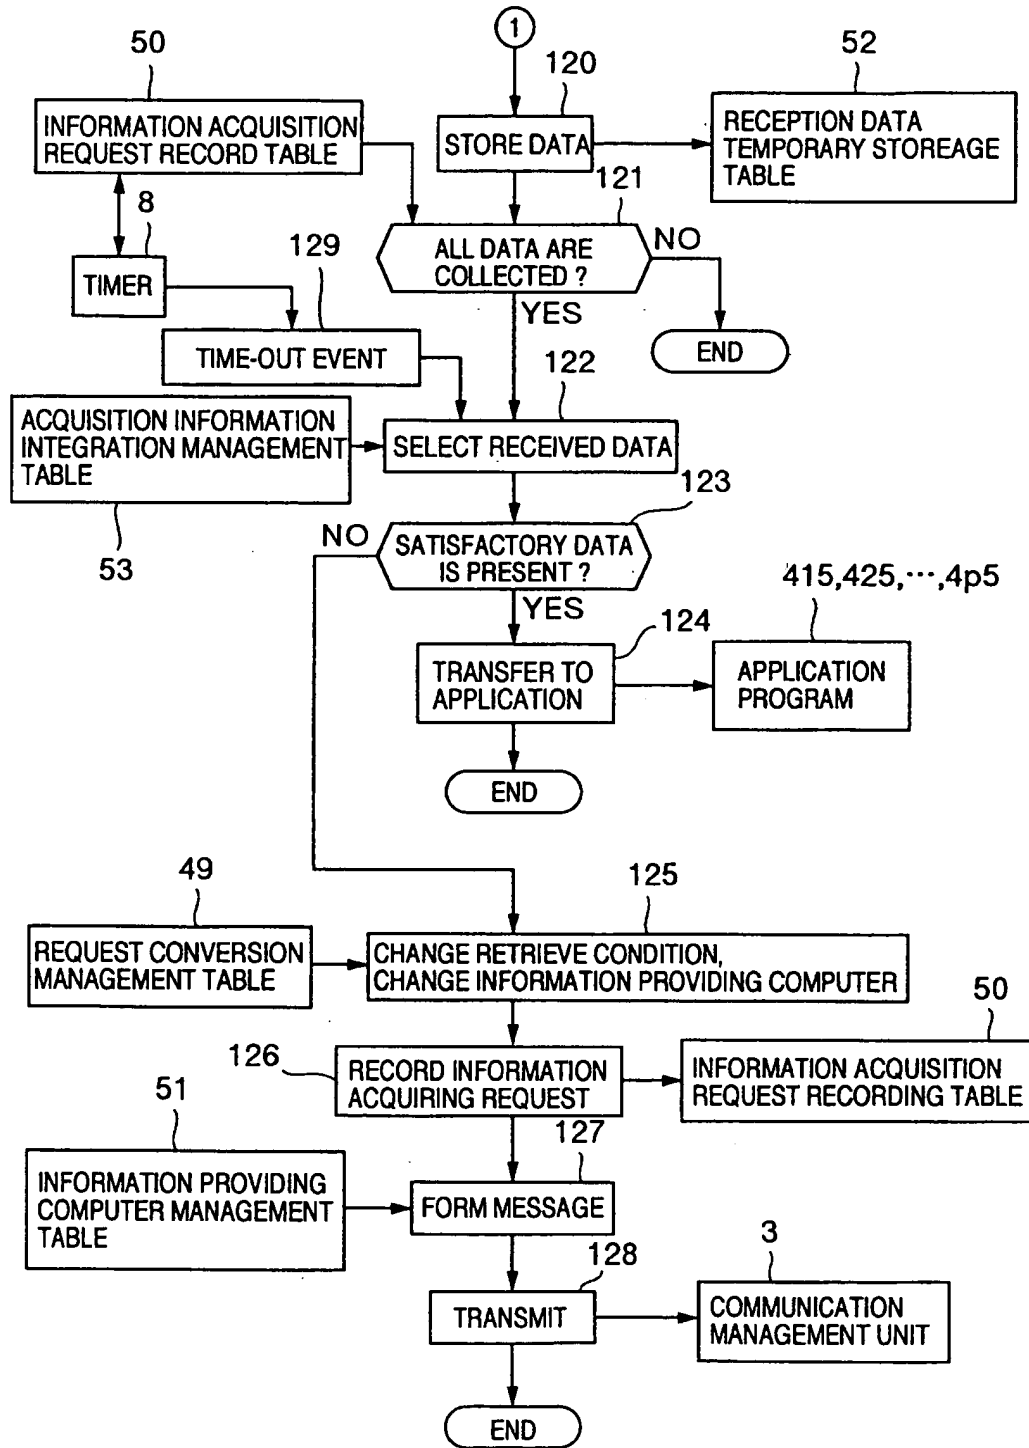 1
50
120
52
INFORMATION ACQUISITION
REQUEST RECORD TABLE
STORE DATA
RECEPTION DATA
TEMPORARY STOREAGE
TABLE
8
121
129
ALL DATA ARE
COLLECTED ?
NO
TIMER
YES
END
TIME-OUT EVENT
122
ACQUISITION INFORMATION
INTEGRATION MANAGEMENT
TABLE
SELECT RECEIVED DATA
123
53
NO
SATISFACTORY DATA
IS PRESENT ?
415,425,···,4p5
YES
124
TRANSFER TO
APPLICATION
APPLICATION
PROGRAM
END
49
125
REQUEST CONVERSION
MANAGEMENT TABLE
CHANGE RETRIEVE CONDITION,
CHANGE INFORMATION PROVIDING COMPUTER
50
126
RECORD INFORMATION
ACQUIRING REQUEST
INFORMATION ACQUISITION
REQUEST RECORDING TABLE
51
127
INFORMATION PROVIDING
COMPUTER MANAGEMENT
TABLE
FORM MESSAGE
128
3
TRANSMIT
COMMUNICATION
MANAGEMENT UNIT
END